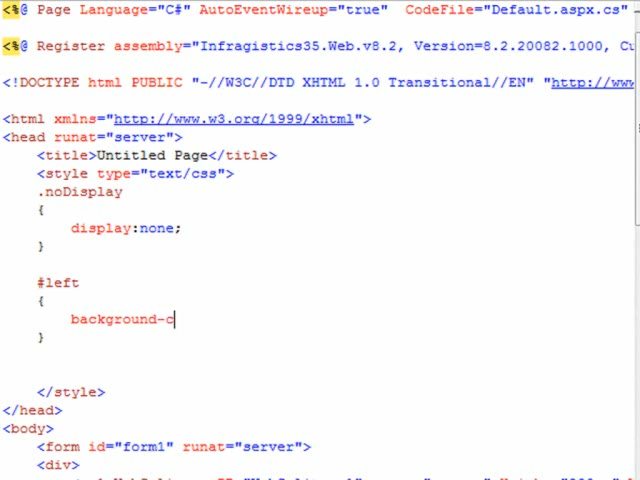 <%@ Page Language="C#" AutoEventWireup="true" CodeFile="Default.aspx.cs"
<%@ Register assembly="Infragistics35.Web.v8.2, Version=8.2.20082.1000,
<!DOCTYPE html PUBLIC "-//W3C//DTD XHTML 1.0 Transitional//EN" "http://www
<html xmlns="http://www.w3.org/1999/xhtml">
<head runat="server">
<title>Untitled Page</title>
<style type="text/css">
.noDisplay
{
display:none;
}
#left
{
background-c
}
</style>
</head>
<body>
<form id="form1" runat="server">
<div>